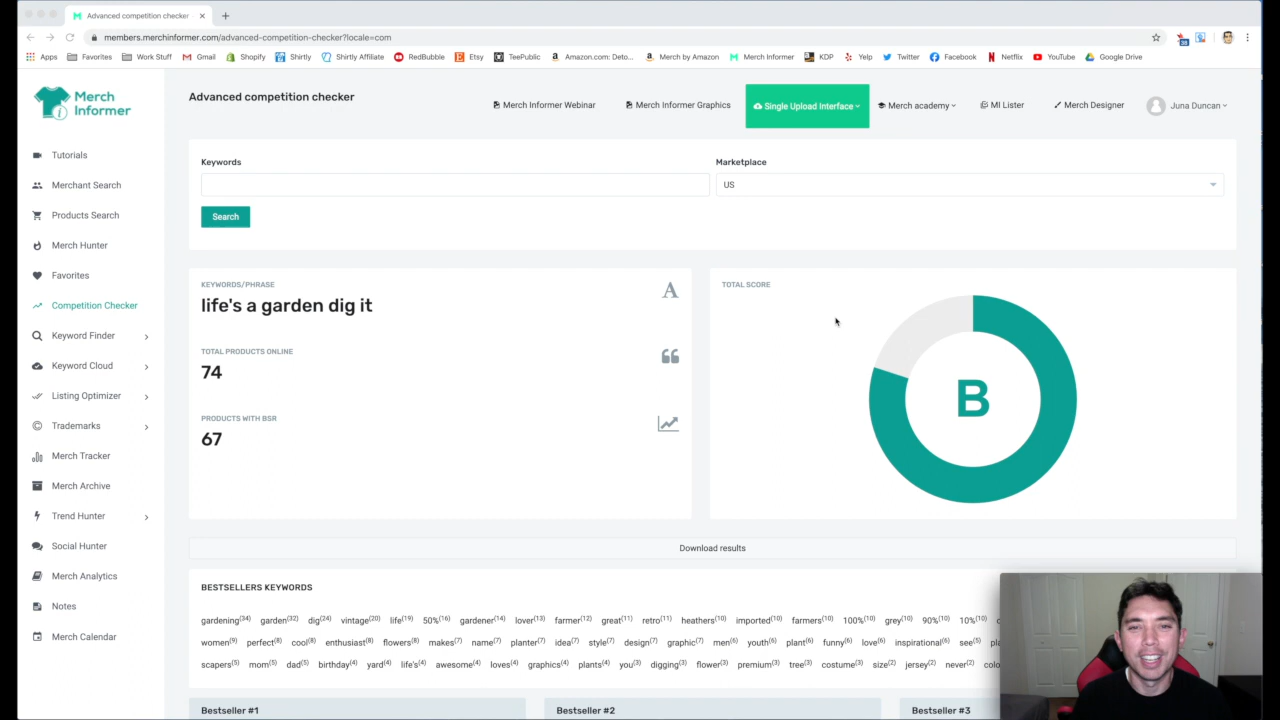 Advanced competition checker
members.merchinformer.com/advanced-competition-checker?locale=com
Apps Favorites Work Stuff Gmail Shopify Shirtly Shirtly Affiliate RedBubble Etsy TeePublic Amazon.com: Deto... Merch by Amazon Merch Informer KDP Yelp Twitter Facebook Netflix YouTube Google Drive
Merch
Informer
Advanced competition checker
Merch Informer Webinar Merch Informer Graphics Single Upload Interface Merch academy MI Lister Merch Designer Juna Duncan
Tutorials
Merchant Search
Products Search
Merch Hunter
Favorites
Competition Checker
Keyword Finder
Keyword Cloud
Listing Optimizer
Trademarks
Merch Tracker
Merch Archive
Trend Hunter
Social Hunter
Merch Analytics
Notes
Merch Calendar
Keywords
Marketplace
US
Search
KEYWORDS/PHRASE
life's a garden dig it
TOTAL PRODUCTS ONLINE
74
PRODUCTS WITH BSR
67
TOTAL SCORE
B
Download results
BESTSELLERS KEYWORDS
gardening(34) garden(32) dig(24) vintage(20) life(19) 50%(16) gardener(14) lover(13) farmer(12) great(11) retro(11) heathers(10) imported(10) farmers(10) 100%(10) grey(10) 90%(10) 10%(10)
women(9) perfect(8) cool(8) enthusiast(8) flowers(8) makes(7) name(7) planter(7) idea(7) style(7) design(7) graphic(7) men(6) youth(6) plant(6) funny(6) love(6) inspirational(6) see(5)
scapers(5) mom(5) dad(5) birthday(4) yard(4) life's(4) awesome(4) loves(4) graphics(4) plants(4) you(3) digging(3) flower(3) premium(3) tree(3) costume(3) size(2) jersey(2) never(2)
Bestseller #1
Bestseller #2
Bestseller #3